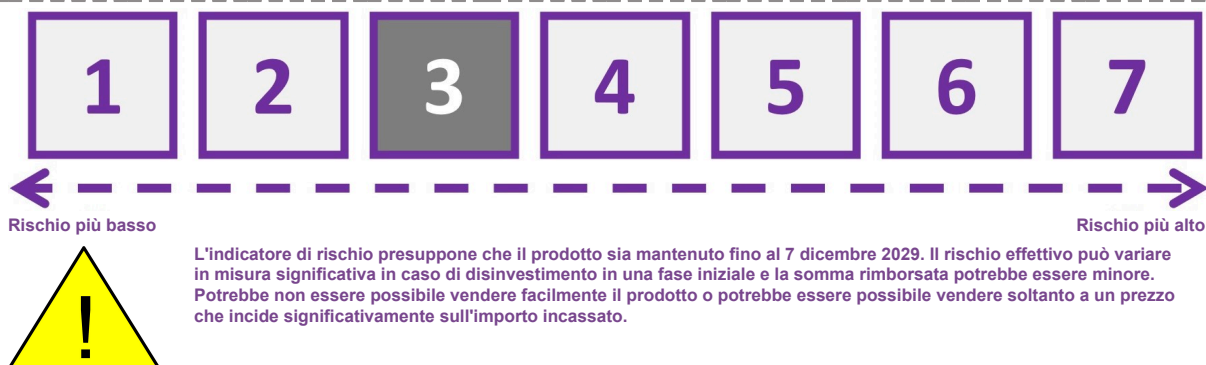 1 2 3 4 5 6 7
Rischio più basso Rischio più alto
L'indicatore di rischio presuppone che il prodotto sia mantenuto fino al 7 dicembre 2029. Il rischio effettivo può variare
in misura significativa in caso di disinvestimento in una fase iniziale e la somma rimborsata potrebbe essere minore.
Potrebbe non essere possibile vendere facilmente il prodotto o potrebbe essere possibile vendere soltanto a un prezzo
che incide significativamente sull'importo incassato.
!